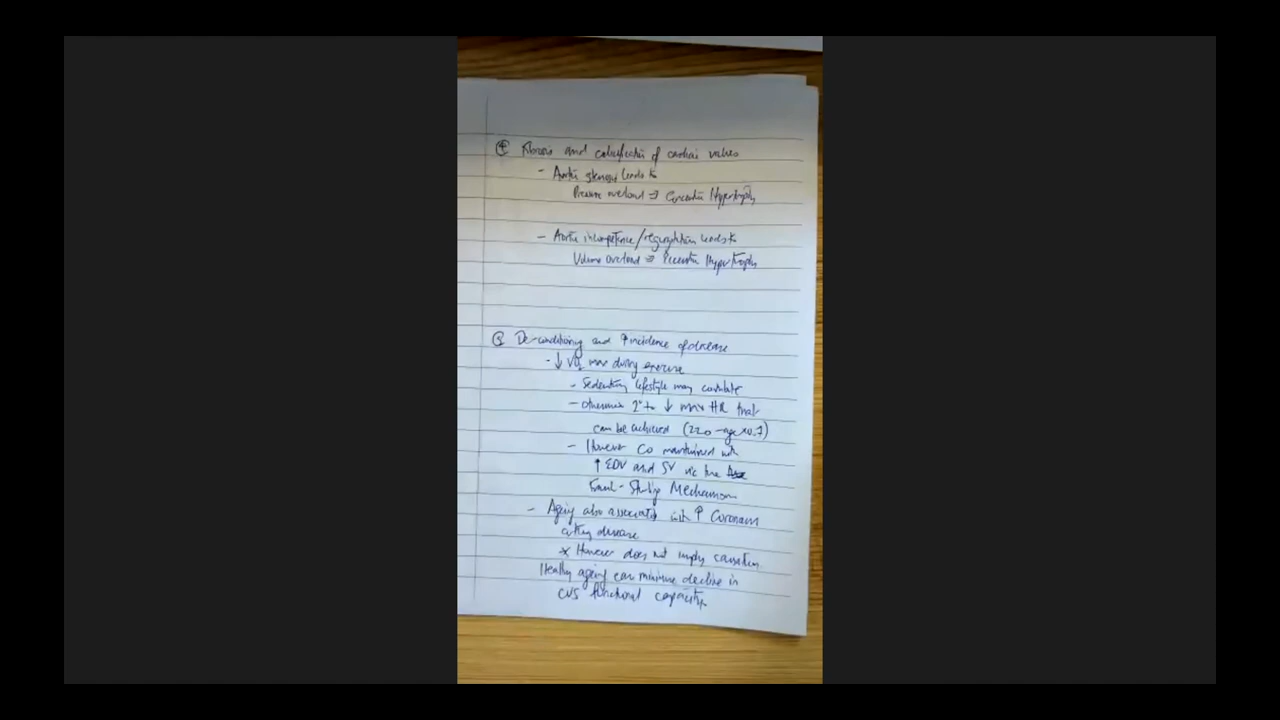 ④ Fibrosis and calcification of cardiac valves
- Aortic stenosis leads to
Pressure overload ⇒ Concentric Hypertrophy
- Aortic incompetence/regurgitation leads to
Volume overload ⇒ Eccentric Hypertrophy
⑤ De-conditioning and ↑ incidence of disease
- ↓ VO2 max during exercise
- Sedentary lifestyle may contribute
- Otherwise 2° to ↓ max HR that
can be achieved (220 - age x0.7)
- However CO maintained with
↑ EDV and SV via the
Frank-Starling Mechanism
- Ageing also associated with ↑ Coronary
artery disease
* However does not imply causation
Healthy ageing can minimise decline in
CVS functional capacity